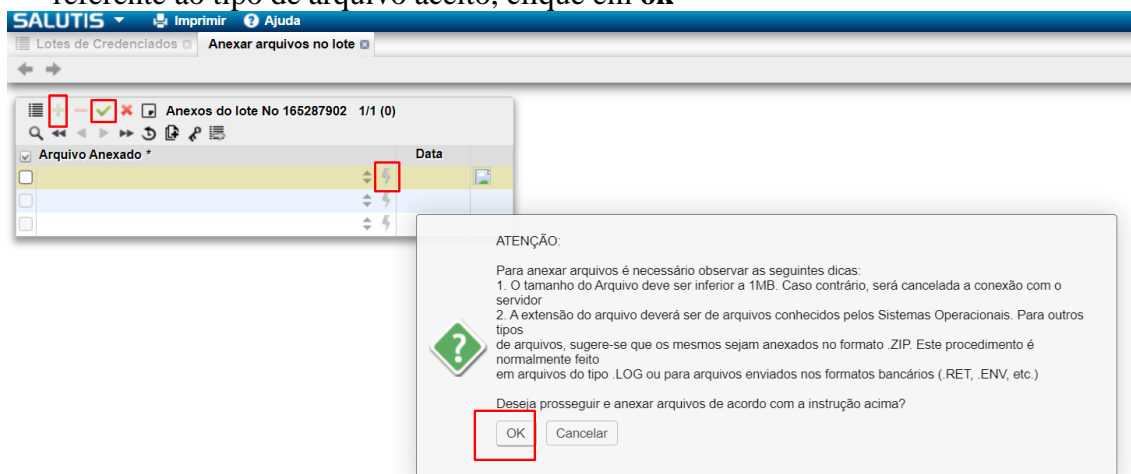 referente ao tipo de arquivo aceito, clique em ok
SALUTIS Imprimir Ajuda
Lotes de Credenciados Anexar arquivos no lote
Anexos do lote No 165287902 1/1 (0)
Arquivo Anexado * Data
ATENÇÃO:
Para anexar arquivos é necessário observar as seguintes dicas:
1. O tamanho do Arquivo deve ser inferior a 1MB. Caso contrário, será cancelada a conexão com o
servidor
2. A extensão do arquivo deverá ser de arquivos conhecidos pelos Sistemas Operacionais. Para outros
tipos
de arquivos, sugere-se que os mesmos sejam anexados no formato .ZIP. Este procedimento é
normalmente feito
em arquivos do tipo .LOG ou para arquivos enviados nos formatos bancários (.RET, .ENV, etc.)
Deseja prosseguir e anexar arquivos de acordo com a instrução acima?
OK Cancelar